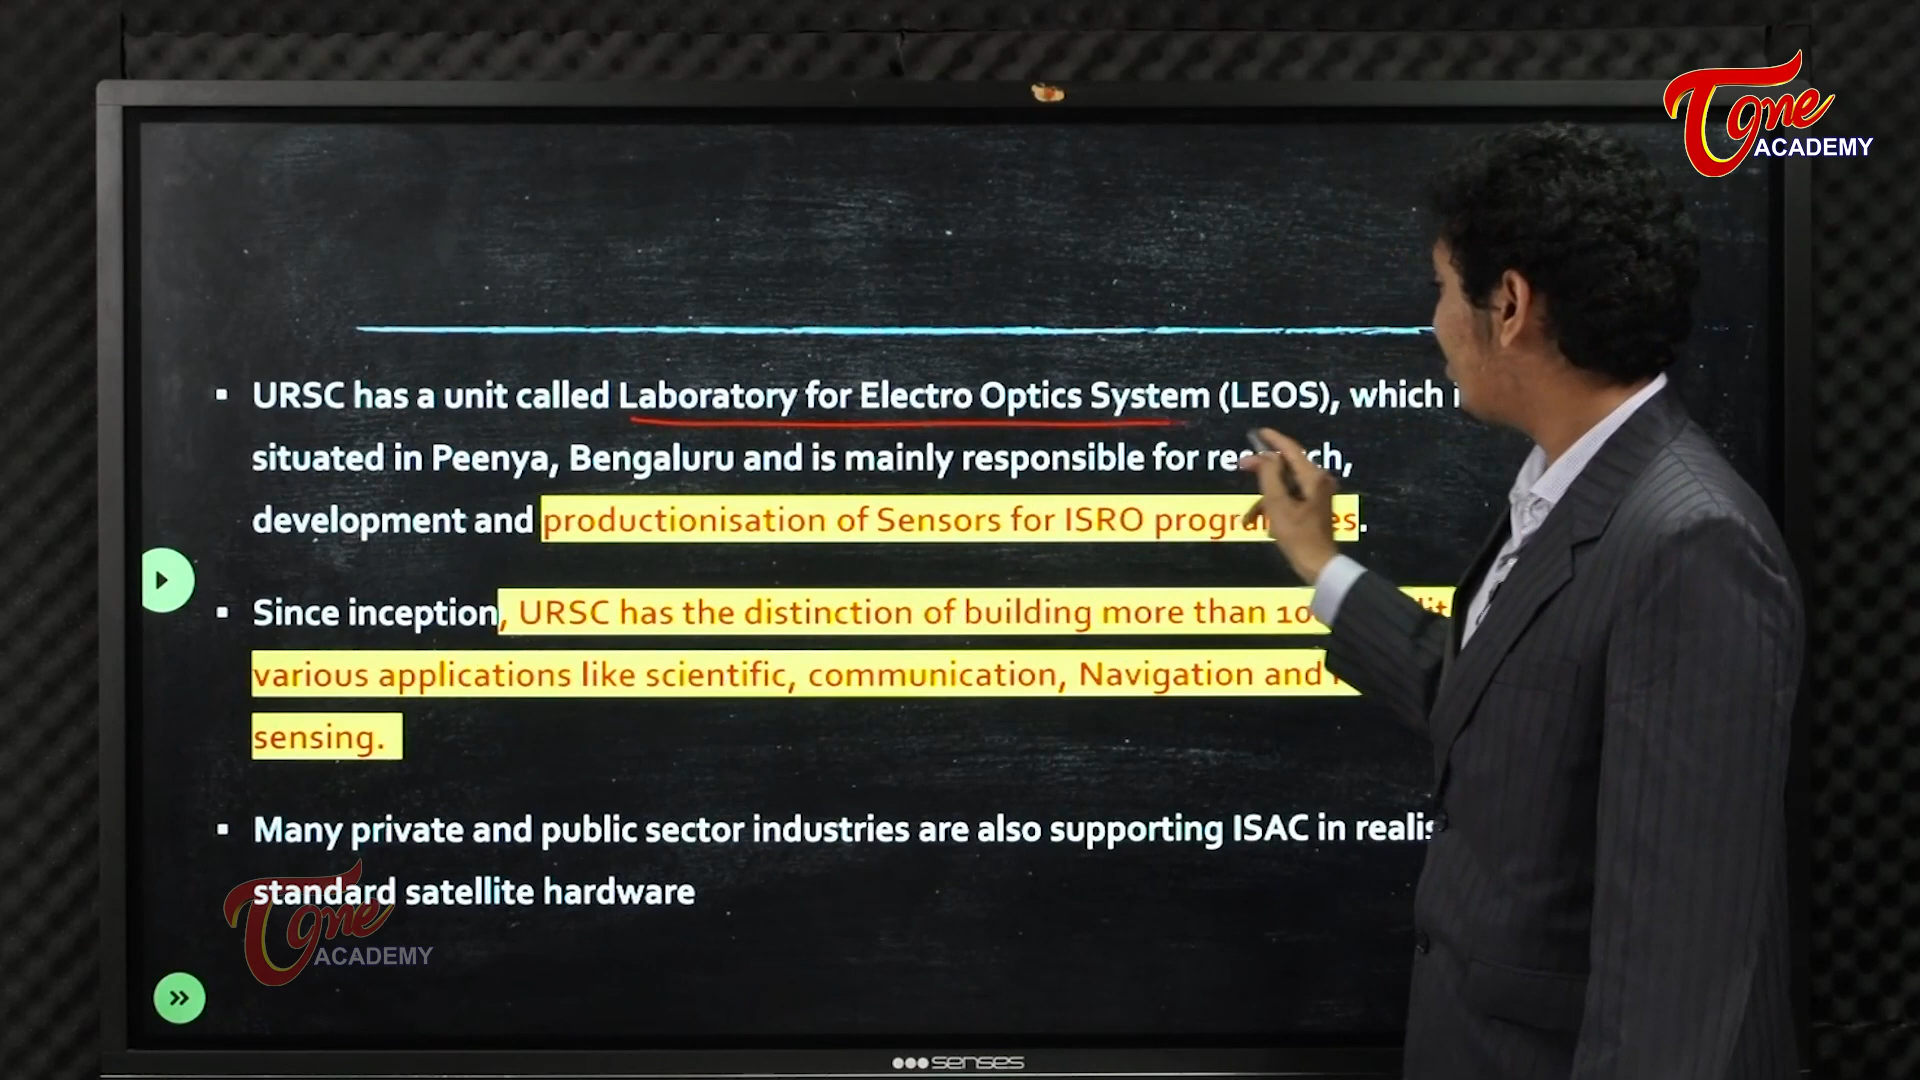 Tone
ACADEMY
URSC has a unit called Laboratory for Electro Optics System (LEOS), which
situated in Peenya, Bengaluru and is mainly responsible for
development and productionisation of Sensors for ISRO
Since inception, URSC has the distinction of building more than
various applications like scientific, communication, Navigation and
sensing.
Many private and public sector industries are also supporting ISAC in
standard satellite hardware
Tone
ACADEMY
senses